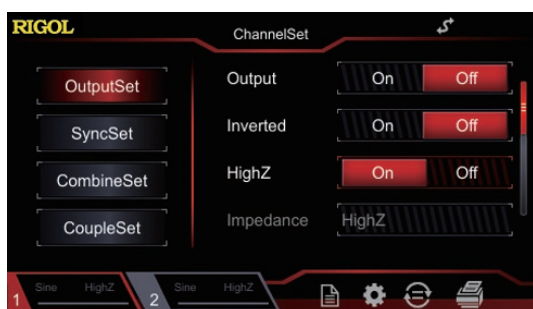 RIGOL
ChannelSet
OutputSet
Output On Off
SyncSet
Inverted On Off
CombineSet
HighZ On Off
CoupleSet
Impedance HighZ
1 Sine HighZ 2 Sine HighZ